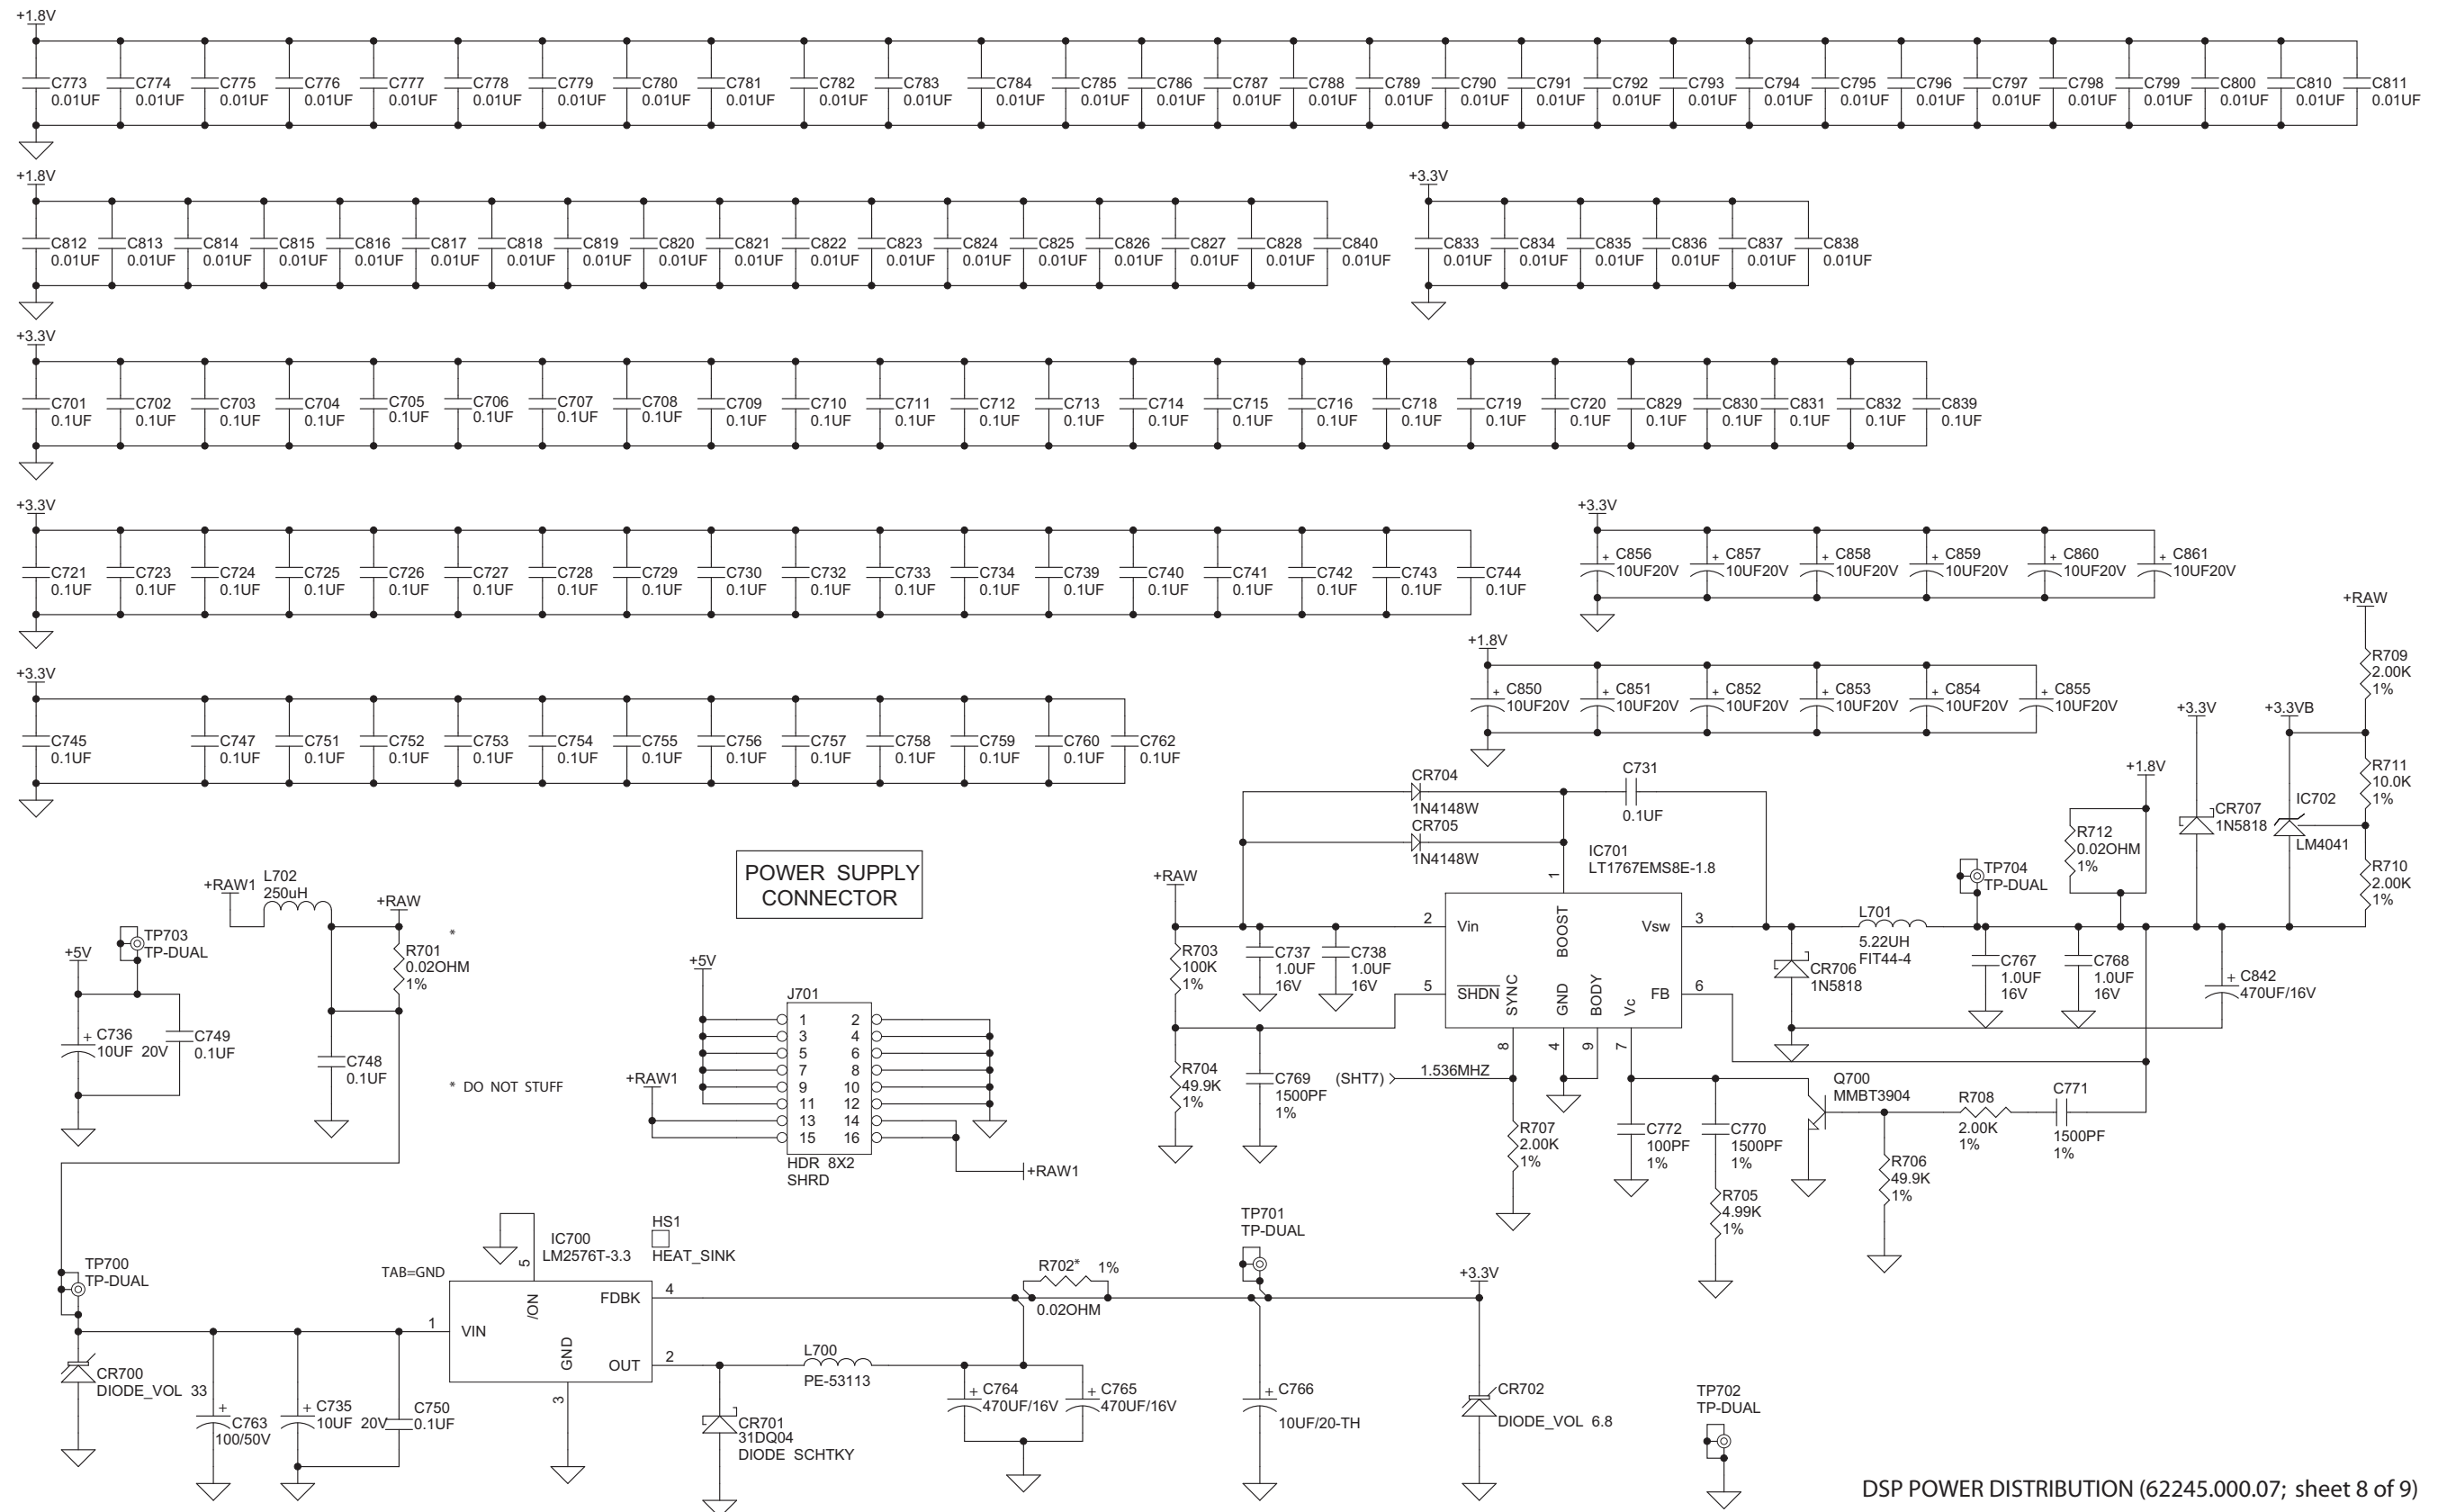 +1.8V
C773 C774 C775 C776 C777 C778 C779 C780 C781 C782 C783 C784 C785 C786 C787 C788 C789 C790 C791 C792 C793 C794 C795 C796 C797 C798 C799 C800 C810 C811
0.01UF 0.01UF 0.01UF 0.01UF 0.01UF 0.01UF 0.01UF 0.01UF 0.01UF 0.01UF 0.01UF 0.01UF 0.01UF 0.01UF 0.01UF 0.01UF 0.01UF 0.01UF 0.01UF 0.01UF 0.01UF 0.01UF 0.01UF 0.01UF 0.01UF 0.01UF 0.01UF 0.01UF 0.01UF 0.01UF
+1.8V
C812 C813 C814 C815 C816 C817 C818 C819 C820 C821 C822 C823 C824 C825 C826 C827 C828 C840
0.01UF 0.01UF 0.01UF 0.01UF 0.01UF 0.01UF 0.01UF 0.01UF 0.01UF 0.01UF 0.01UF 0.01UF 0.01UF 0.01UF 0.01UF 0.01UF 0.01UF 0.01UF
+3.3V
C833 C834 C835 C836 C837 C838
0.01UF 0.01UF 0.01UF 0.01UF 0.01UF 0.01UF
+3.3V
C701 C702 C703 C704 C705 C706 C707 C708 C709 C710 C711 C712 C713 C714 C715 C716 C718 C719 C720 C829 C830 C831 C832 C839
0.1UF 0.1UF 0.1UF 0.1UF 0.1UF 0.1UF 0.1UF 0.1UF 0.1UF 0.1UF 0.1UF 0.1UF 0.1UF 0.1UF 0.1UF 0.1UF 0.1UF 0.1UF 0.1UF 0.1UF 0.1UF 0.1UF 0.1UF 0.1UF
+3.3V
C721 C723 C724 C725 C726 C727 C728 C729 C730 C732 C733 C734 C739 C740 C741 C742 C743 C744
0.1UF 0.1UF 0.1UF 0.1UF 0.1UF 0.1UF 0.1UF 0.1UF 0.1UF 0.1UF 0.1UF 0.1UF 0.1UF 0.1UF 0.1UF 0.1UF 0.1UF 0.1UF
+3.3V
+ C856 + C857 + C858 + C859 + C860 + C861
10UF20V 10UF20V 10UF20V 10UF20V 10UF20V 10UF20V
+1.8V
+ C850 + C851 + C852 + C853 + C854 + C855
10UF20V 10UF20V 10UF20V 10UF20V 10UF20V 10UF20V
+3.3V
C745 C747 C751 C752 C753 C754 C755 C756 C757 C758 C759 C760 C762
0.1UF 0.1UF 0.1UF 0.1UF 0.1UF 0.1UF 0.1UF 0.1UF 0.1UF 0.1UF 0.1UF 0.1UF 0.1UF
+RAW
R709
2.00K
1%
+3.3V
+3.3VB
R711
10.0K
1%
CR707
1N5818
IC702
LM4041
R710
2.00K
1%
+1.8V
R712
0.02OHM
1%
CR704
1N4148W
CR705
1N4148W
C731
0.1UF
IC701
LT1767EMS8E-1.8
+RAW
R703
100K
1%
C737
1.0UF
16V
C738
1.0UF
16V
2 Vin
5 SHDN
1 BOOST
Vsw 3
FB 6
SYNC 8
GND 4
BODY 9
Vc 7
L701
5.22UH
FIT44-4
CR706
1N5818
TP704
TP-DUAL
C767
1.0UF
16V
C768
1.0UF
16V
+ C842
470UF/16V
R704
49.9K
1%
C769
1500PF
1%
(SHT7) 1.536MHZ
R707
2.00K
1%
C772
100PF
1%
C770
1500PF
1%
R705
4.99K
1%
Q700
MMBT3904
R706
49.9K
1%
R708
2.00K
1%
C771
1500PF
1%
POWER SUPPLY
CONNECTOR
+5V
J701
1 2
3 4
5 6
7 8
9 10
11 12
13 14
15 16
HDR 8X2
SHRD
+RAW1
+RAW1
+RAW1
L702
250uH
+RAW
*
R701
0.02OHM
1%
C748
0.1UF
* DO NOT STUFF
+5V
TP703
TP-DUAL
+ C736
10UF 20V
C749
0.1UF
TP700
TP-DUAL
CR700
DIODE_VOL 33
+
C763
100/50V
+ C735
10UF 20V
C750
0.1UF
TAB=GND
IC700
LM2576T-3.3
HS1
HEAT_SINK
5 /ON
1 VIN
FDBK 4
OUT 2
GND 3
CR701
31DQ04
DIODE SCHTKY
L700
PE-53113
+ C764
470UF/16V
+ C765
470UF/16V
R702* 1%
0.02OHM
TP701
TP-DUAL
+ C766
10UF/20-TH
+3.3V
CR702
DIODE_VOL 6.8
TP702
TP-DUAL
DSP POWER DISTRIBUTION (62245.000.07; sheet 8 of 9)